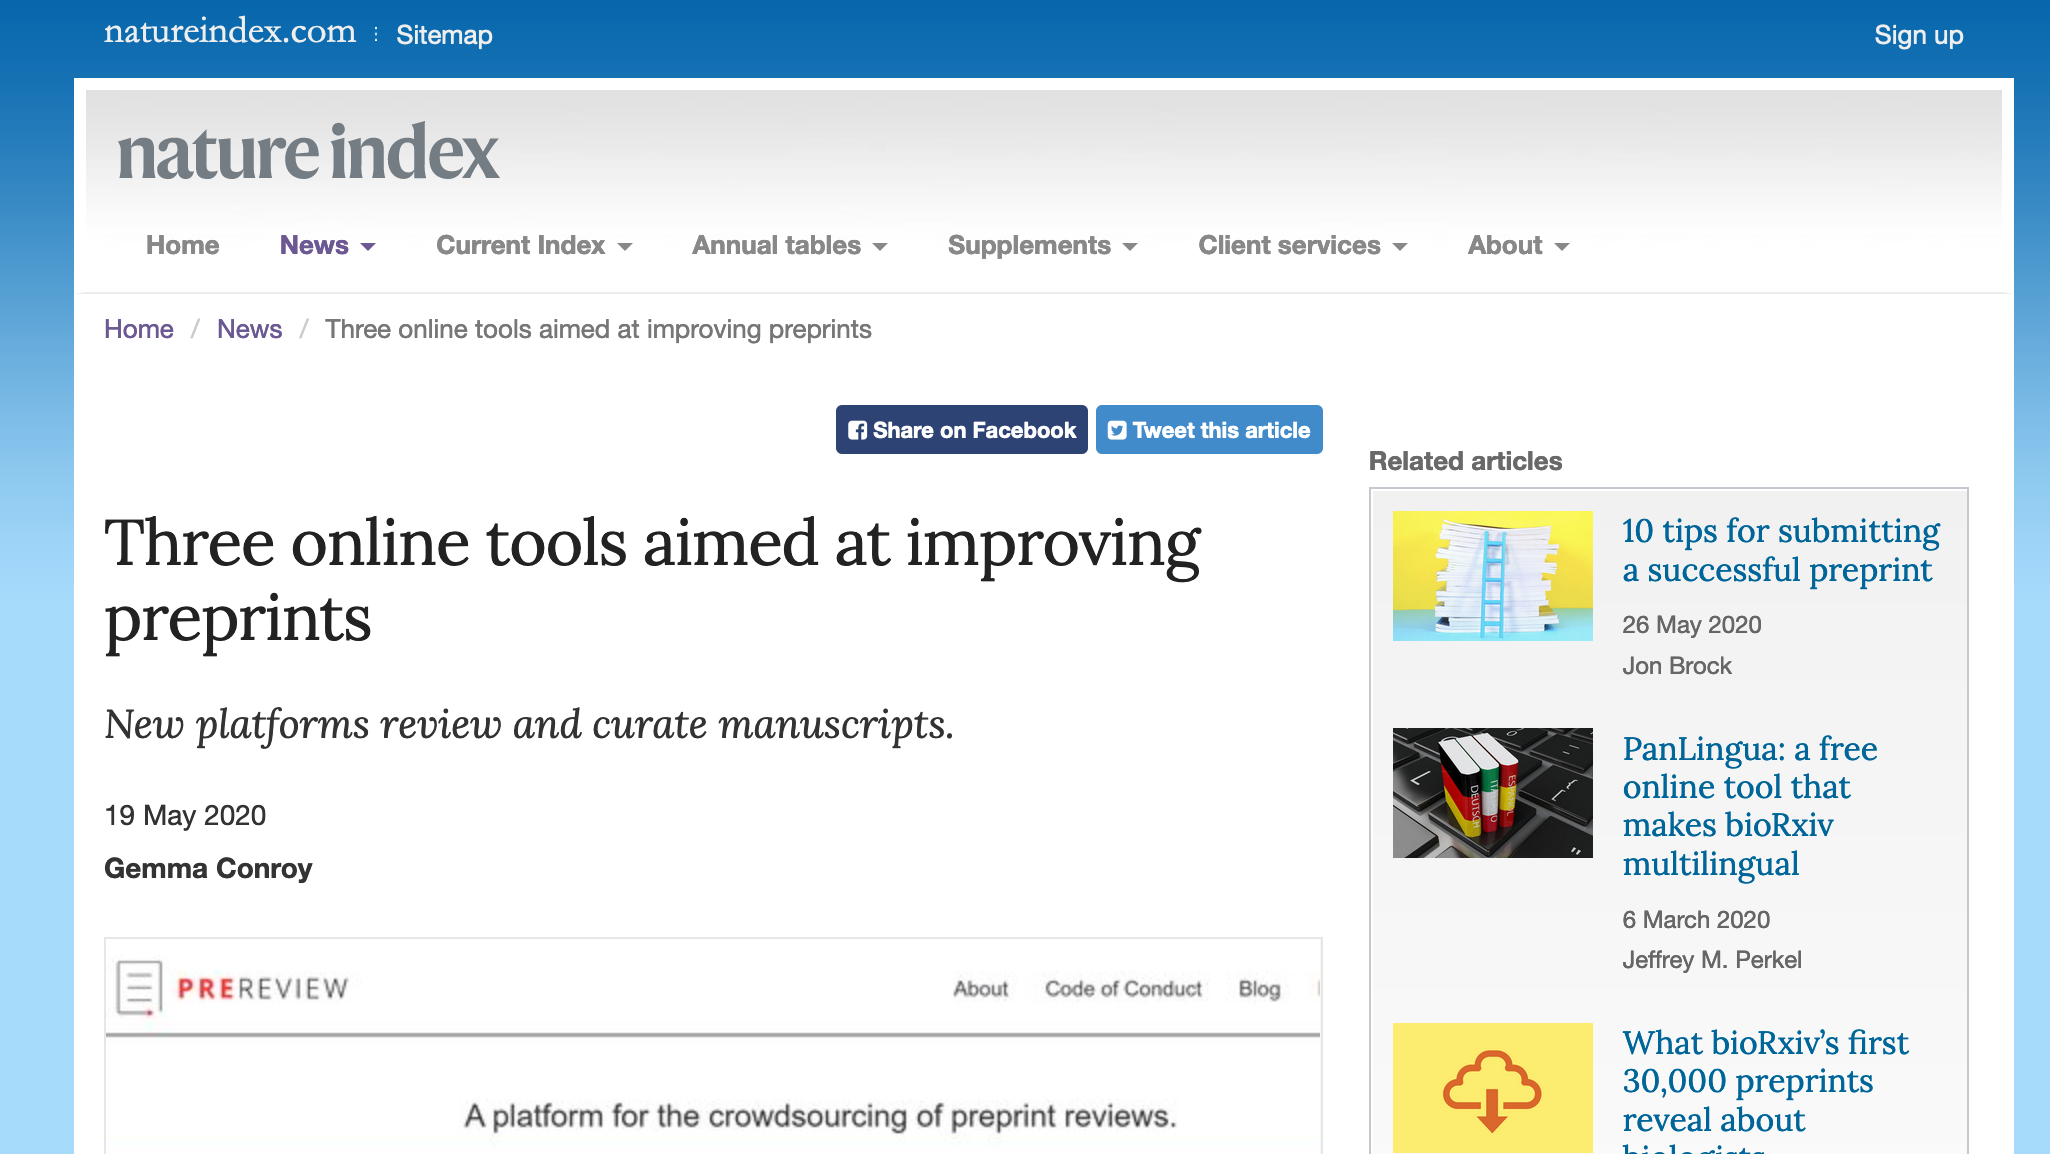 natureindex.com
Sitemap
Sign up
nature index
Home
News
Current Index
Annual tables
Supplements
Client services
About
Home / News / Three online tools aimed at improving preprints
Share on Facebook
Tweet this article
Three online tools aimed at improving
preprints
New platforms review and curate manuscripts.
19 May 2020
Gemma Conroy
PREREVIEW
About
Code of Conduct
Blog
A platform for the crowdsourcing of preprint reviews.
Related articles
10 tips for submitting
a successful preprint
26 May 2020
Jon Brock
DEUTSCH
PanLingua: a free
online tool that
makes bioRxiv
multilingual
6 March 2020
Jeffrey M. Perkel
What bioRxiv's first
30,000 preprints
reveal about